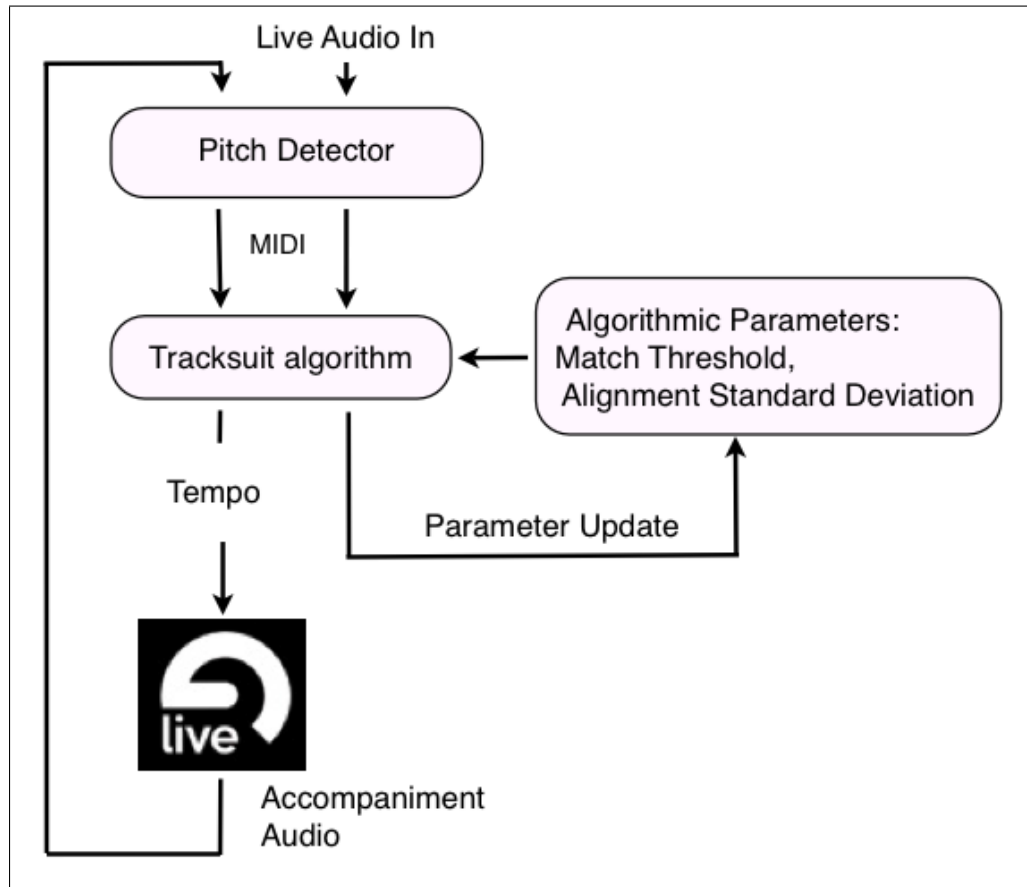 Live Audio In
Pitch Detector
MIDI
Tracksuit algorithm
Algorithmic Parameters:
Match Threshold,
Alignment Standard Deviation
Tempo
Parameter Update
live
Accompaniment
Audio